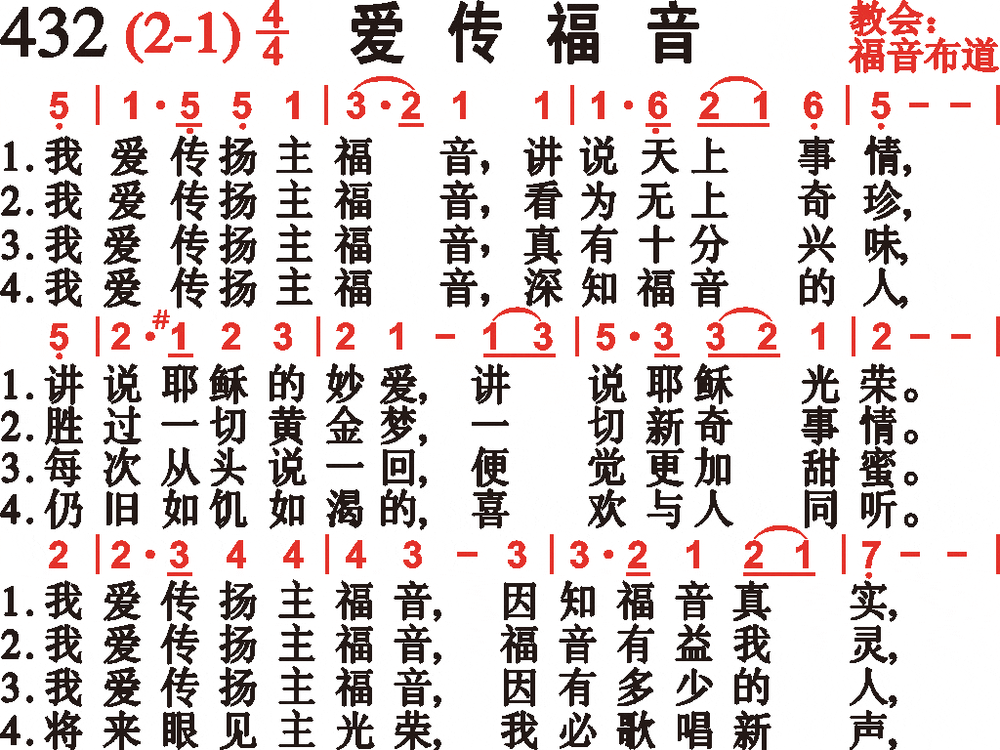 432 (2-1) 4/4 爱传福音 教会:
福音布道
5 | 1·5 5 1 | 3·2 1 1 | 1·6 2 1 6 | 5 – – |
1.我爱传扬主福音，讲说天上事情,
2.我爱传扬主福音，看为无上奇珍,
3.我爱传扬主福音，真有十分兴味,
4.我爱传扬主福音，深知福音的人,
5 | 2·#1 2 3 | 2 1 – 1 3 | 5·3 3 2 1 | 2 – – |
1.讲说耶稣的妙爱,讲说耶稣光荣。
2.胜过一切黄金梦,一切新奇事情。
3.每次从头说一回,便觉更加甜蜜。
4.仍旧如饥如渴的,喜欢与人同听。
2 | 2·3 4 4 | 4 3 – 3 | 3·2 1 2 1 | 7 – – |
1.我爱传扬主福音,因知福音真实,
2.我爱传扬主福音,福音有益我灵,
3.我爱传扬主福音,因有多少的人,
4.将来眼见主光荣,我必歌唱新声,